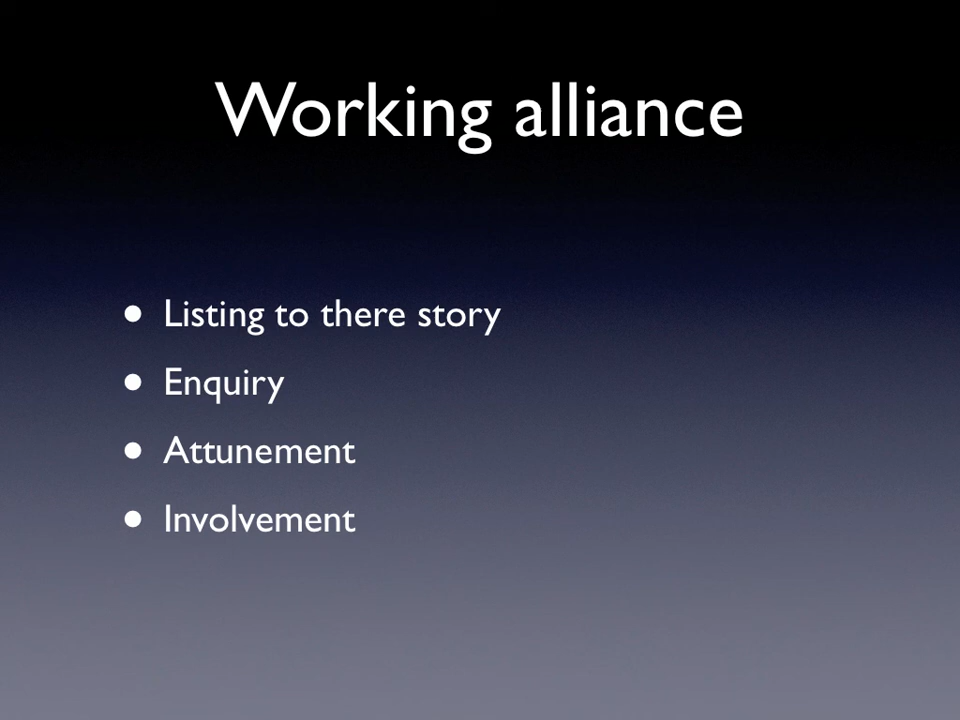 Working alliance
• Listing to there story
• Enquiry
• Attunement
• Involvement